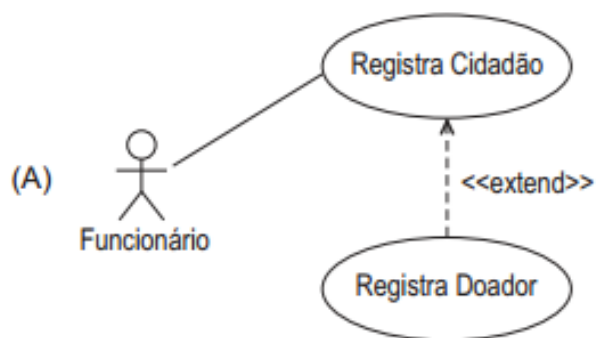 Registra Cidadão
(A)
<<extend>>
Funcionário
Registra Doador